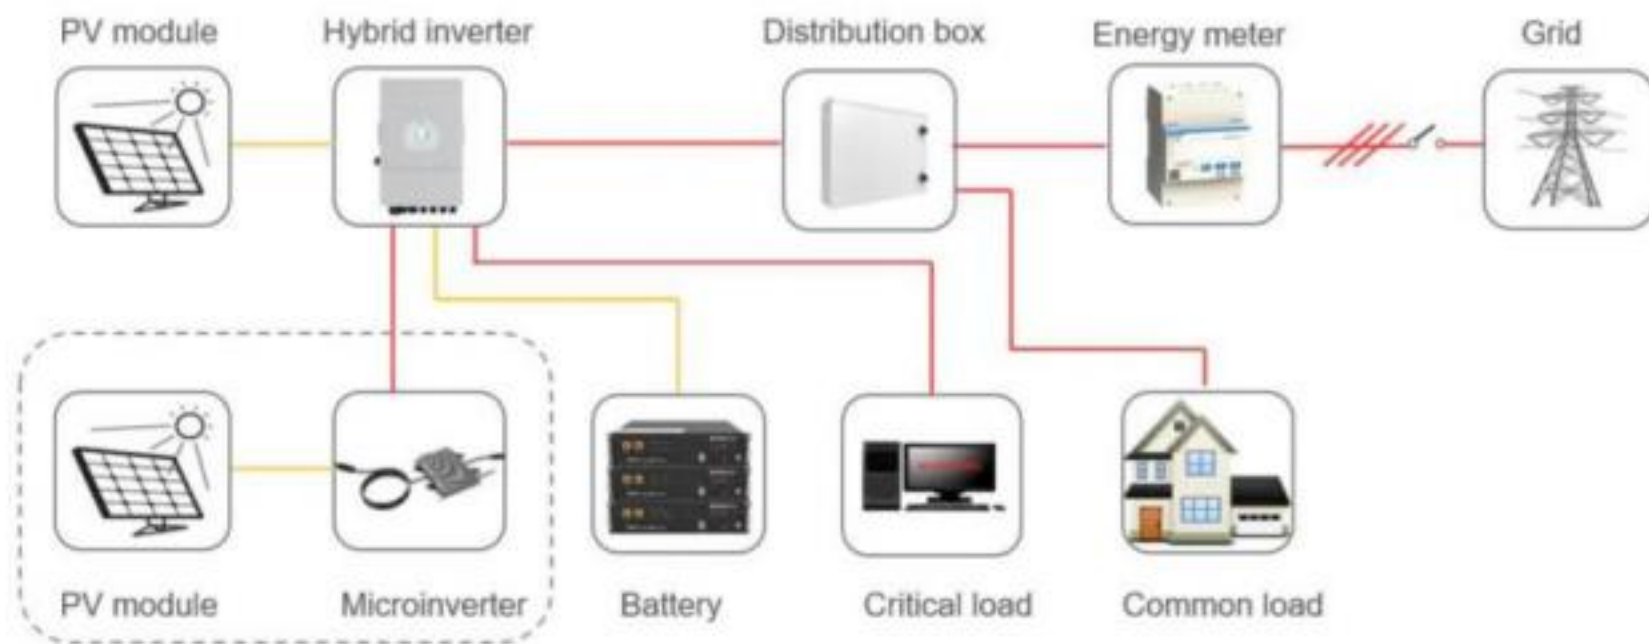 PV module
Hybrid inverter
Distribution box
Energy meter
Grid
PV module
Microinverter
Battery
Critical load
Common load